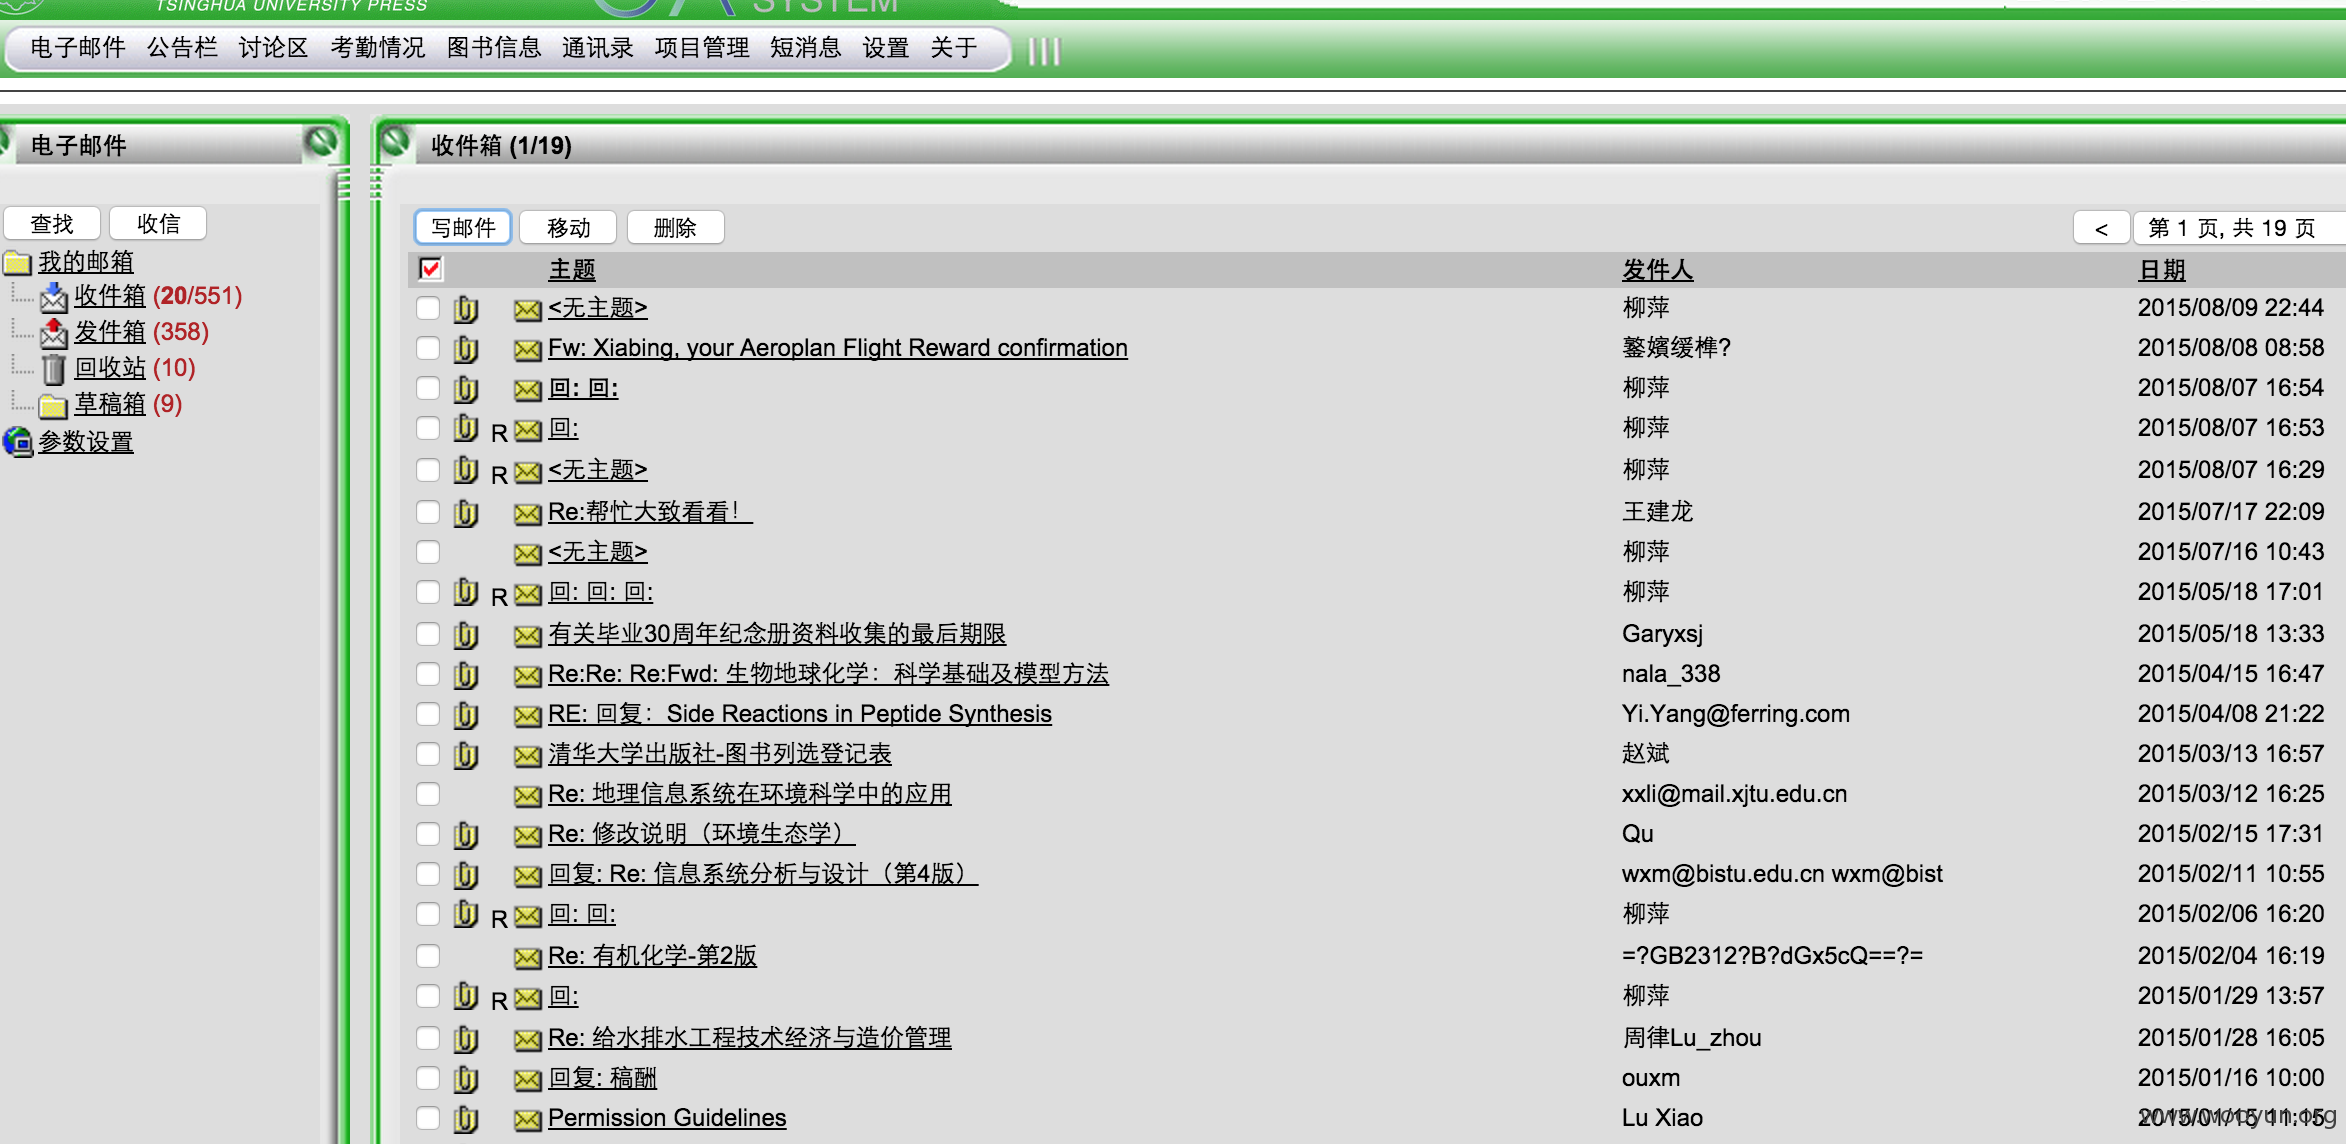 TSINGHUA UNIVERSITY PRESS OA SYSTEM
电子邮件 公告栏 讨论区 考勤情况 图书信息 通讯录 项目管理 短消息 设置 关于
电子邮件
收件箱 (1/19)
查找 收信
我的邮箱
收件箱 (20/551)
发件箱 (358)
回收站 (10)
草稿箱 (9)
参数设置
写邮件 移动 删除 < 第 1 页, 共 19 页
主题 发件人 日期
<无主题> 柳萍 2015/08/09 22:44
Fw: Xiabing, your Aeroplan Flight Reward confirmation 鐜嬪缓榫? 2015/08/08 08:58
回: 回: 柳萍 2015/08/07 16:54
R 回: 柳萍 2015/08/07 16:53
R <无主题> 柳萍 2015/08/07 16:29
Re:帮忙大致看看！ 王建龙 2015/07/17 22:09
<无主题> 柳萍 2015/07/16 10:43
R 回: 回: 回: 柳萍 2015/05/18 17:01
有关毕业30周年纪念册资料收集的最后期限 Garyxsj 2015/05/18 13:33
Re:Re: Re:Fwd: 生物地球化学：科学基础及模型方法 nala_338 2015/04/15 16:47
RE: 回复：Side Reactions in Peptide Synthesis Yi.Yang@ferring.com 2015/04/08 21:22
清华大学出版社-图书列选登记表 赵斌 2015/03/13 16:57
Re: 地理信息系统在环境科学中的应用 xxli@mail.xjtu.edu.cn 2015/03/12 16:25
Re: 修改说明（环境生态学） Qu 2015/02/15 17:31
回复: Re: 信息系统分析与设计（第4版） wxm@bistu.edu.cn wxm@bist 2015/02/11 10:55
R 回: 回: 柳萍 2015/02/06 16:20
Re: 有机化学-第2版 =?GB2312?B?dGx5cQ==?= 2015/02/04 16:19
R 回: 柳萍 2015/01/29 13:57
Re: 给水排水工程技术经济与造价管理 周律Lu_zhou 2015/01/28 16:05
回复: 稿酬 ouxm 2015/01/16 10:00
Permission Guidelines Lu Xiao 2015/01/15 11:05
www.wooyun.org